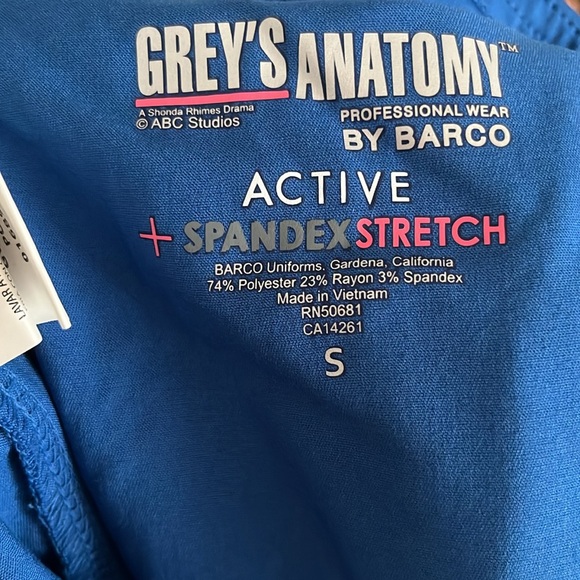 GREY'S ANATOMY™
A Shonda Rhimes Drama
© ABC Studios
PROFESSIONAL WEAR
BY BARCO
ACTIVE
+ SPANDEX STRETCH
BARCO Uniforms. Gardena, California
74% Polyester 23% Rayon 3% Spandex
Made in Vietnam
RN50681
CA14261
S
LAVAR A